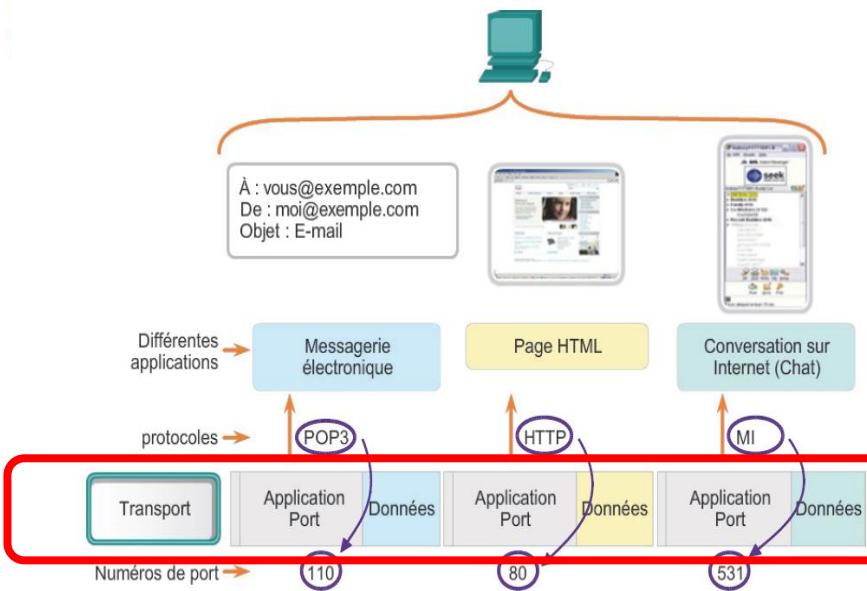 À : vous@exemple.com
De : moi@exemple.com
Objet : E-mail
seek
Différentes
applications
Messagerie
électronique
Page HTML
Conversation sur
Internet (Chat)
protocoles
POP3
HTTP
MI
Transport
Application
Port
Données
Application
Port
Données
Application
Port
Données
Numéros de port
110
80
531